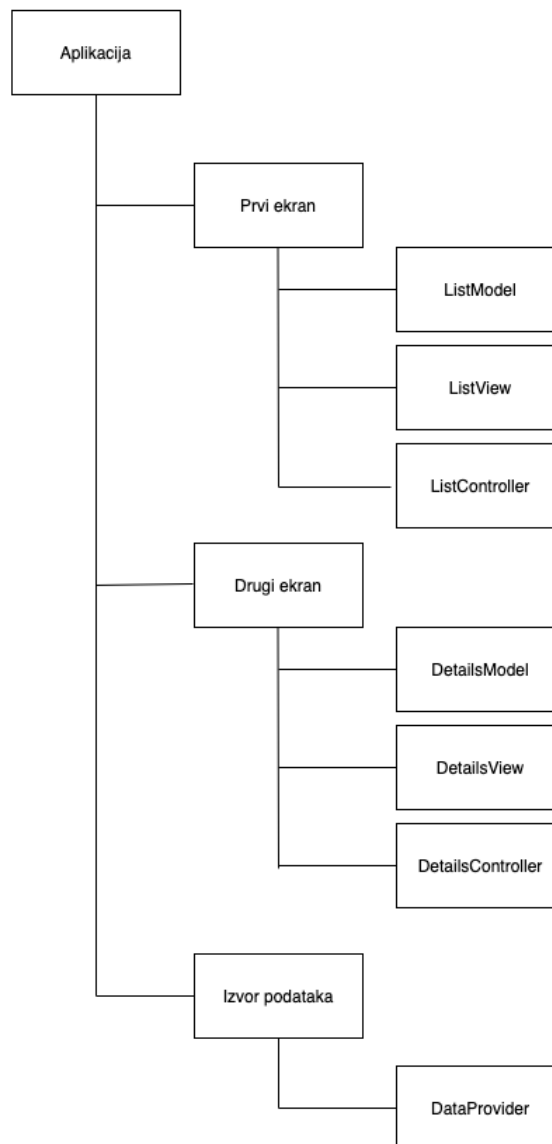 Aplikacija
Prvi ekran
ListModel
ListView
ListController
Drugi ekran
DetailsModel
DetailsView
DetailsController
Izvor podataka
DataProvider